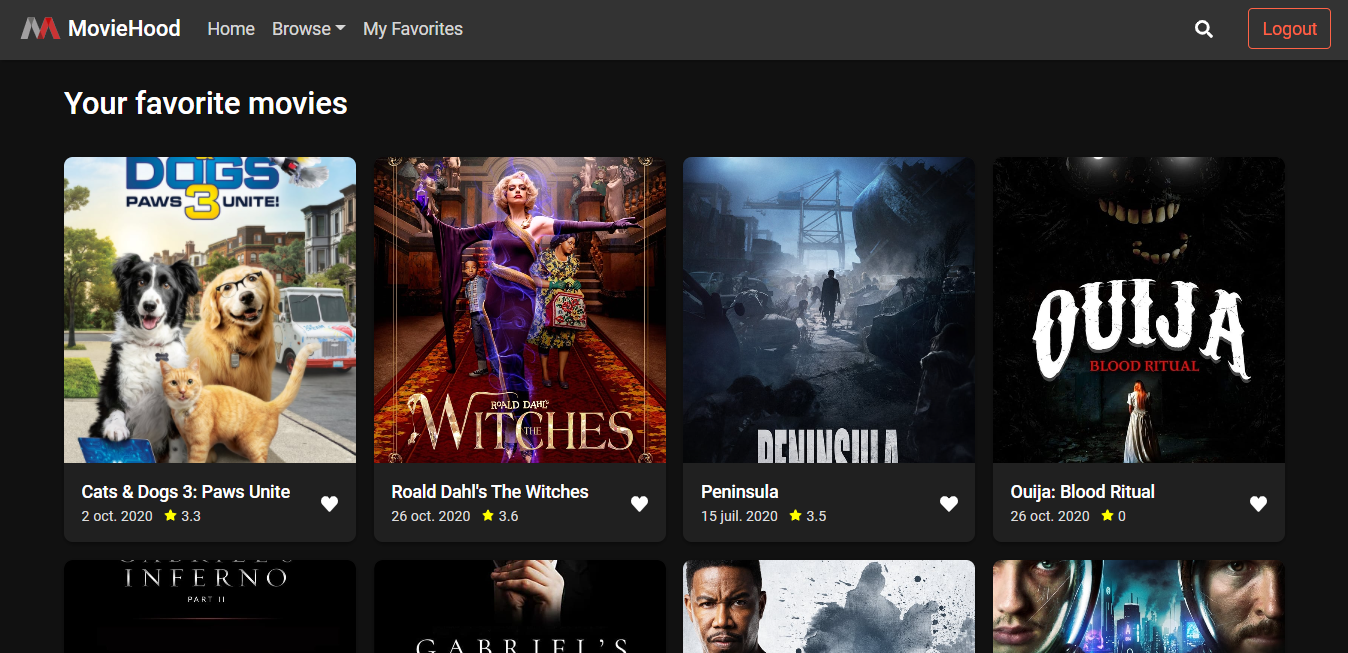 MovieHood Home Browse My Favorites Logout
Your favorite movies
DOGS
PAWS 3 UNITE!
ROALD DAHL'S
THE WITCHES
PENINSULA
OUIJA
BLOOD RITUAL
Cats & Dogs 3: Paws Unite
2 oct. 2020 3.3
Roald Dahl's The Witches
26 oct. 2020 3.6
Peninsula
15 juil. 2020 3.5
Ouija: Blood Ritual
26 oct. 2020 0
GABRIEL'S
INFERNO
PART II
GABRIEL'S